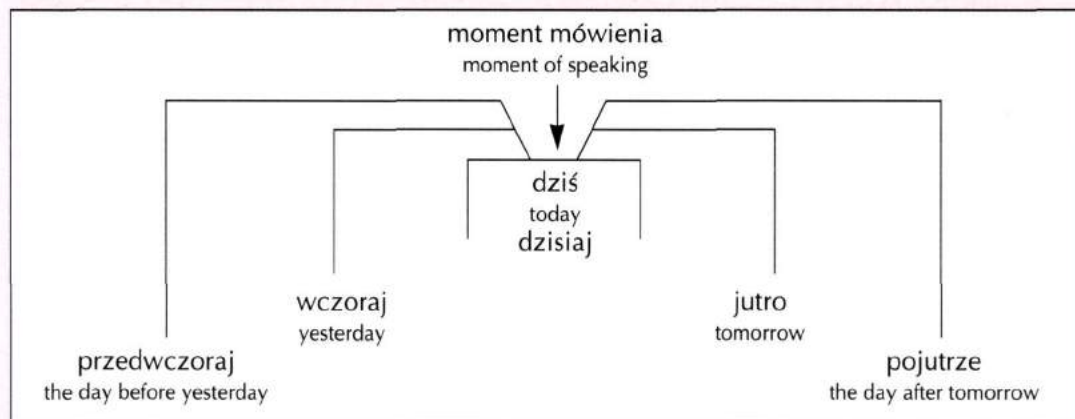 moment mówienia
moment of speaking
dziś
today
dzisiaj
wczoraj
yesterday
jutro
tomorrow
przedwczoraj
the day before yesterday
pojutrze
the day after tomorrow